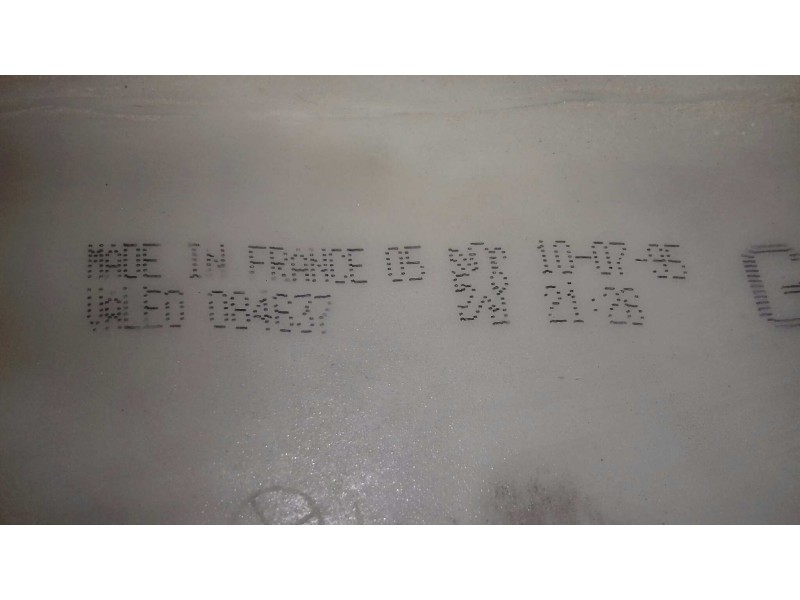 MADE IN FRANCE 05 10-07-95
VALEO 084637 21:26